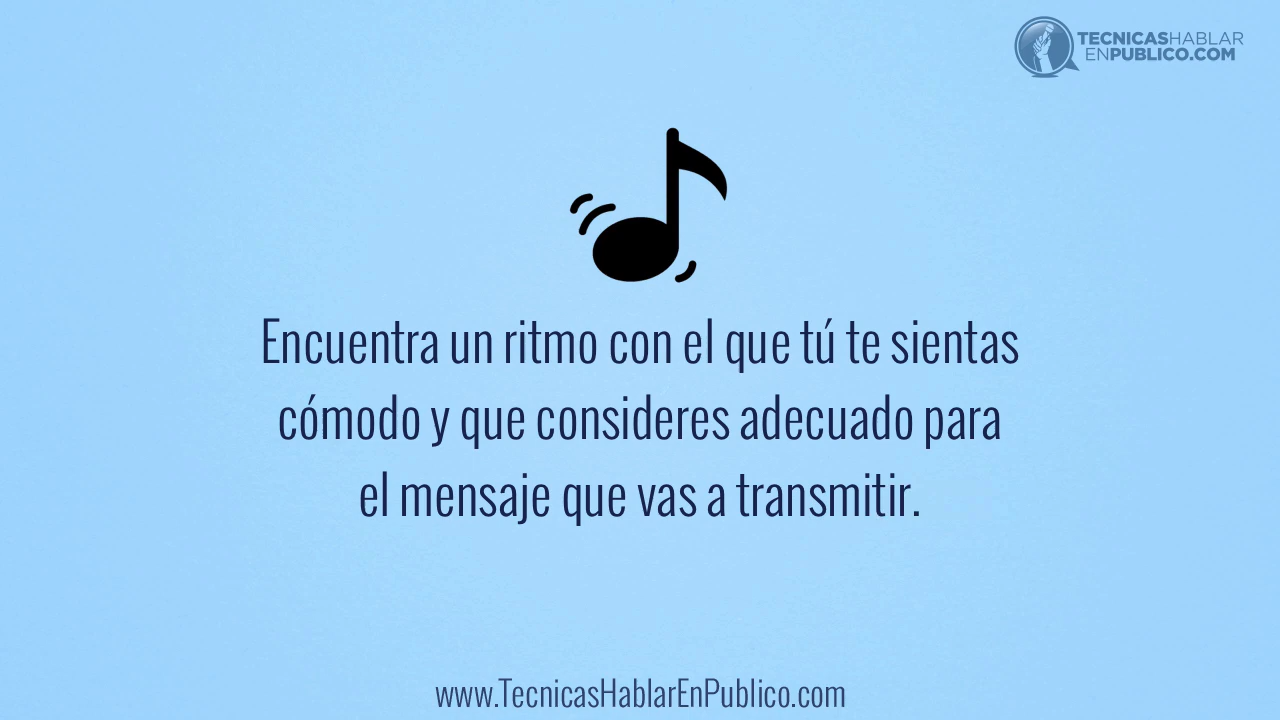 TECNICASHABLAR
ENPUBLICO.COM
Encuentra un ritmo con el que tú te sientas
cómodo y que consideres adecuado para
el mensaje que vas a transmitir.
www.TecnicasHablarEnPublico.com